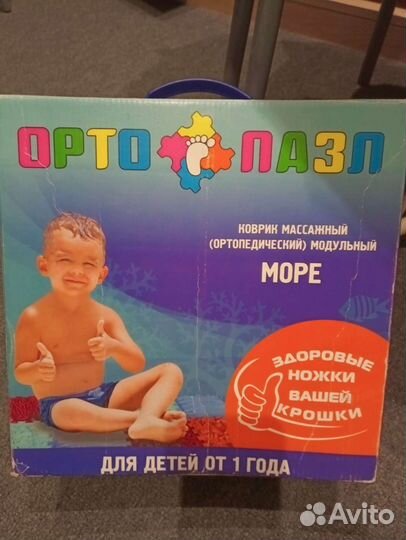 ОРТО ПАЗЛ
КОВРИК МАССАЖНЫЙ
(ОРТОПЕДИЧЕСКИЙ) МОДУЛЬНЫЙ
МОРЕ
ЗДОРОВЫЕ
НОЖКИ
ВАШЕЙ
КРОШКИ
ДЛЯ ДЕТЕЙ ОТ 1 ГОДА
Avito